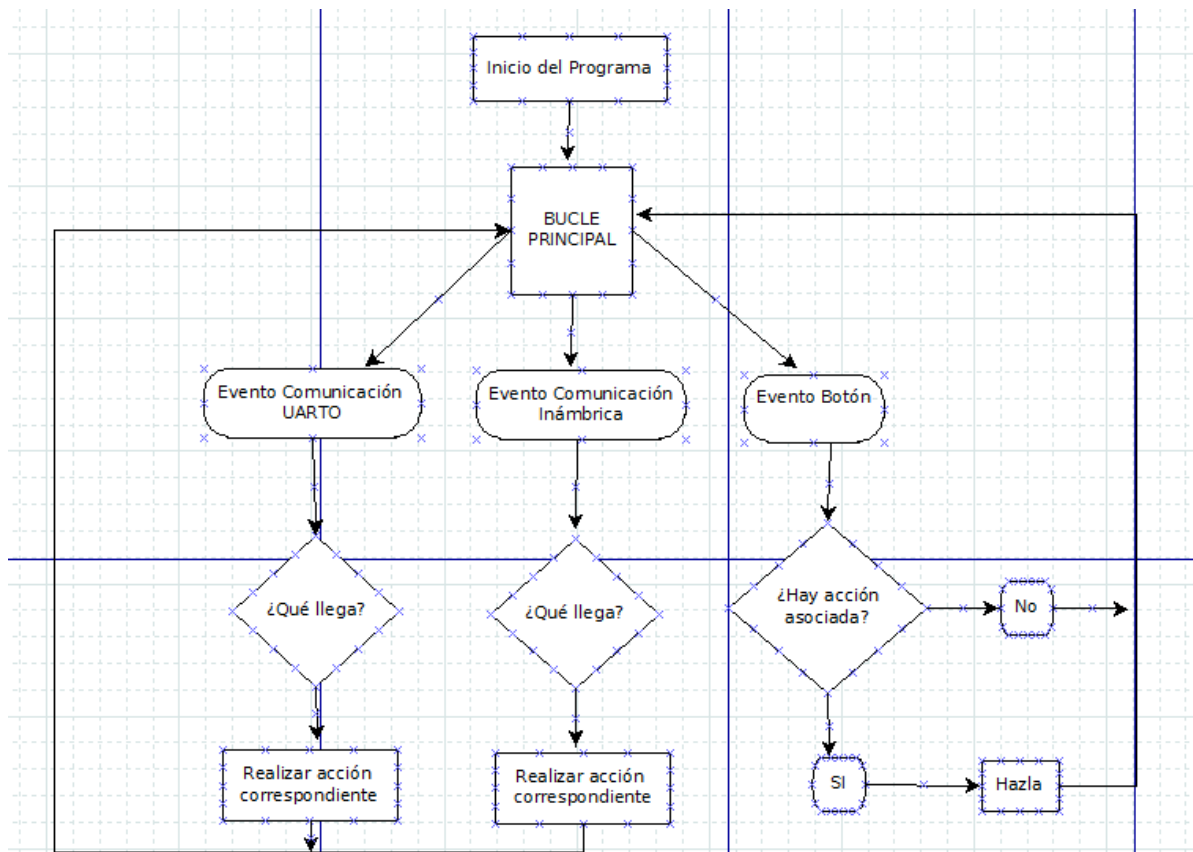 Inicio del Programa
BUCLE
PRINCIPAL
Evento Comunicación
UARTO
Evento Comunicación
Inámbrica
Evento Botón
¿Qué llega?
¿Qué llega?
¿Hay acción
asociada?
No
Realizar acción
correspondiente
Realizar acción
correspondiente
SI
Hazla